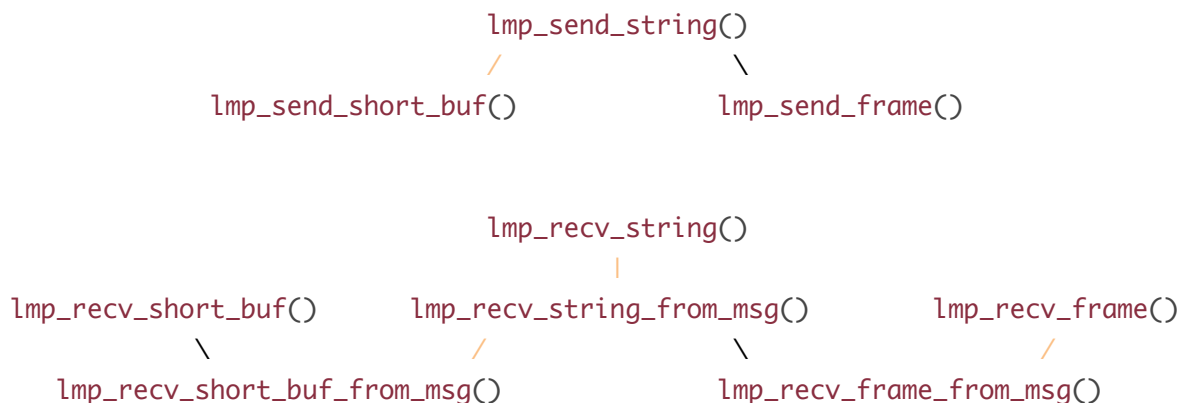 lmp_send_string()
/ \
lmp_send_short_buf() lmp_send_frame()
lmp_recv_string()
|
lmp_recv_short_buf() lmp_recv_string_from_msg() lmp_recv_frame()
\ / \ /
lmp_recv_short_buf_from_msg() lmp_recv_frame_from_msg()